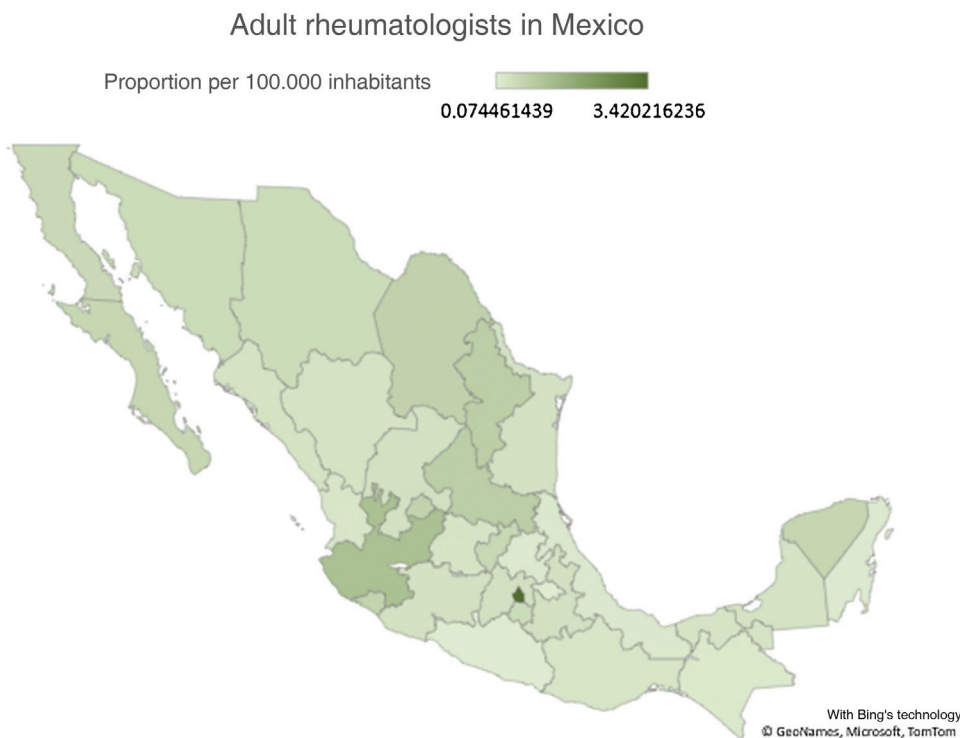 Adult rheumatologists in Mexico
Proportion per 100.000 inhabitants
0.074461439 3.420216236
With Bing's technology
© GeoNames, Microsoft, TomTom